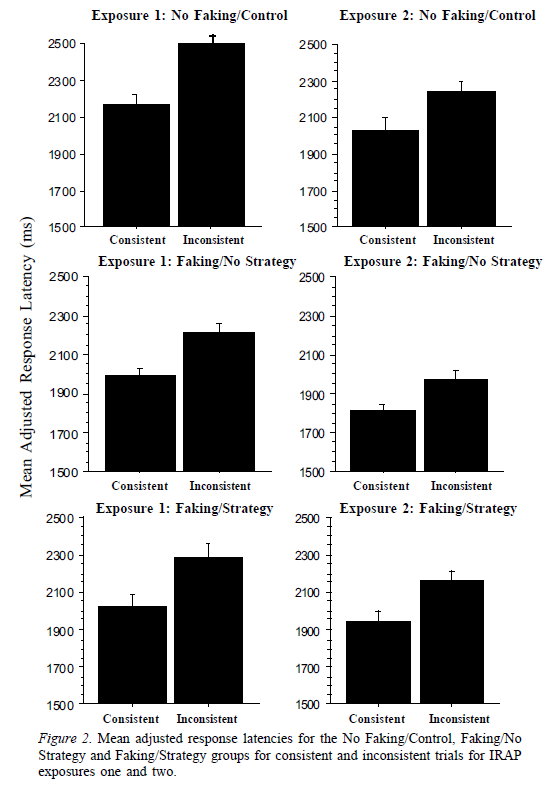 Exposure 1: No Faking/Control
Exposure 2: No Faking/Control
Mean Adjusted Response Latency (ms)
2500
2300
2100
1900
1700
1500
Consistent Inconsistent
2500
2300
2100
1900
1700
1500
Consistent Inconsistent
Exposure 1: Faking/No Strategy
Exposure 2: Faking/No Strategy
2500
2300
2100
1900
1700
1500
Consistent Inconsistent
2500
2300
2100
1900
1700
1500
Consistent Inconsistent
Exposure 1: Faking/Strategy
Exposure 2: Faking/Strategy
2500
2300
2100
1900
1700
1500
Consistent Inconsistent
2500
2300
2100
1900
1700
1500
Consistent Inconsistent
Figure 2. Mean adjusted response latencies for the No Faking/Control, Faking/No
Strategy and Faking/Strategy groups for consistent and inconsistent trials for IRAP
exposures one and two.